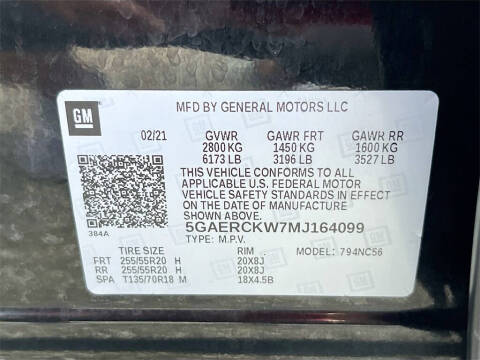 GM
MFD BY GENERAL MOTORS LLC
02/21 GVWR GAWR FRT GAWR RR
2800 KG 1450 KG 1600 KG
6173 LB 3196 LB 3527 LB
THIS VEHICLE CONFORMS TO ALL
APPLICABLE U.S. FEDERAL MOTOR
VEHICLE SAFETY STANDARDS IN EFFECT
ON THE DATE OF MANUFACTURE SHOWN ABOVE.
5GAERCKW7MJ164099
384A
TYPE: M.P.V.
TIRE SIZE RIM MODEL: 794NC56
FRT 255/55R20 H 20X8J
RR 255/55R20 H 20X8J
SPA T135/70R18 M 18X4.5B